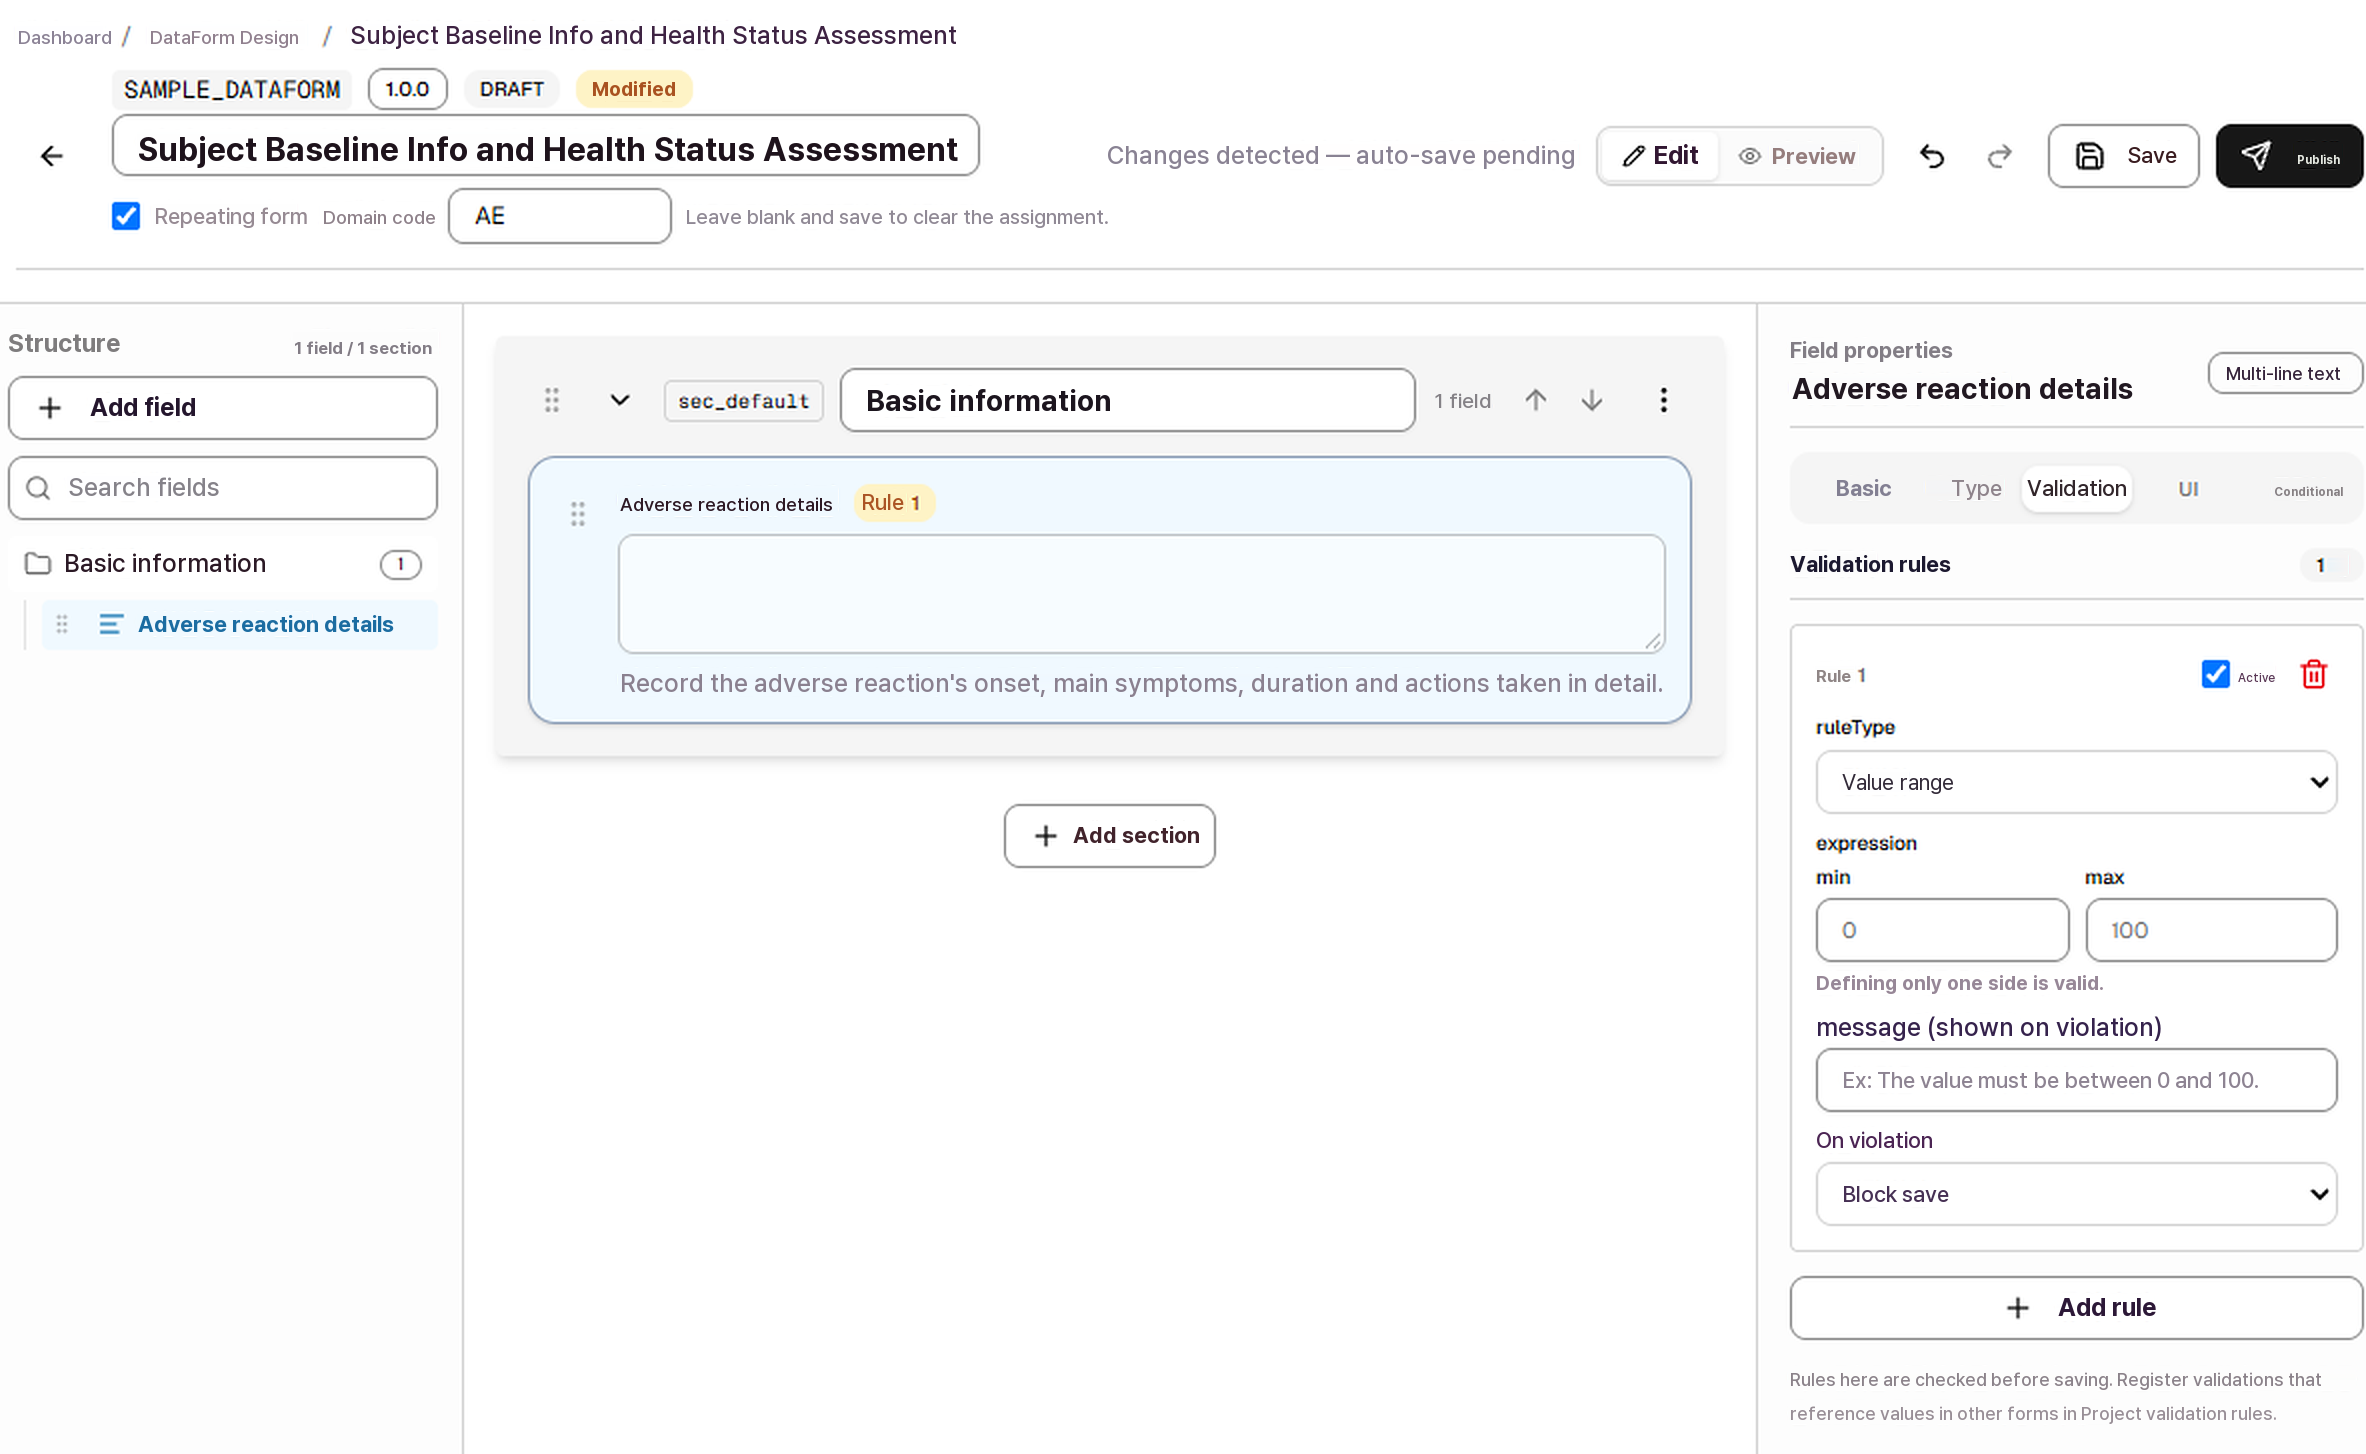 Dashboard / DataForm Design / Subject Baseline Info and Health Status Assessment
SAMPLE_DATAFORM 1.0.0 DRAFT Modified
Subject Baseline Info and Health Status Assessment
Changes detected — auto-save pending
Edit
Preview
Save
Publish
Repeating form Domain code AE Leave blank and save to clear the assignment.
Structure
1 field / 1 section
Add field
Search fields
Basic information 1
Adverse reaction details
sec_default Basic information 1 field
Adverse reaction details Rule 1
Record the adverse reaction's onset, main symptoms, duration and actions taken in detail.
Add section
Field properties
Adverse reaction details
Multi-line text
Basic Type Validation UI Conditional
Validation rules 1
Rule 1 Active
ruleType
Value range
expression
min max
0 100
Defining only one side is valid.
message (shown on violation)
Ex: The value must be between 0 and 100.
On violation
Block save
Add rule
Rules here are checked before saving. Register validations that
reference values in other forms in Project validation rules.